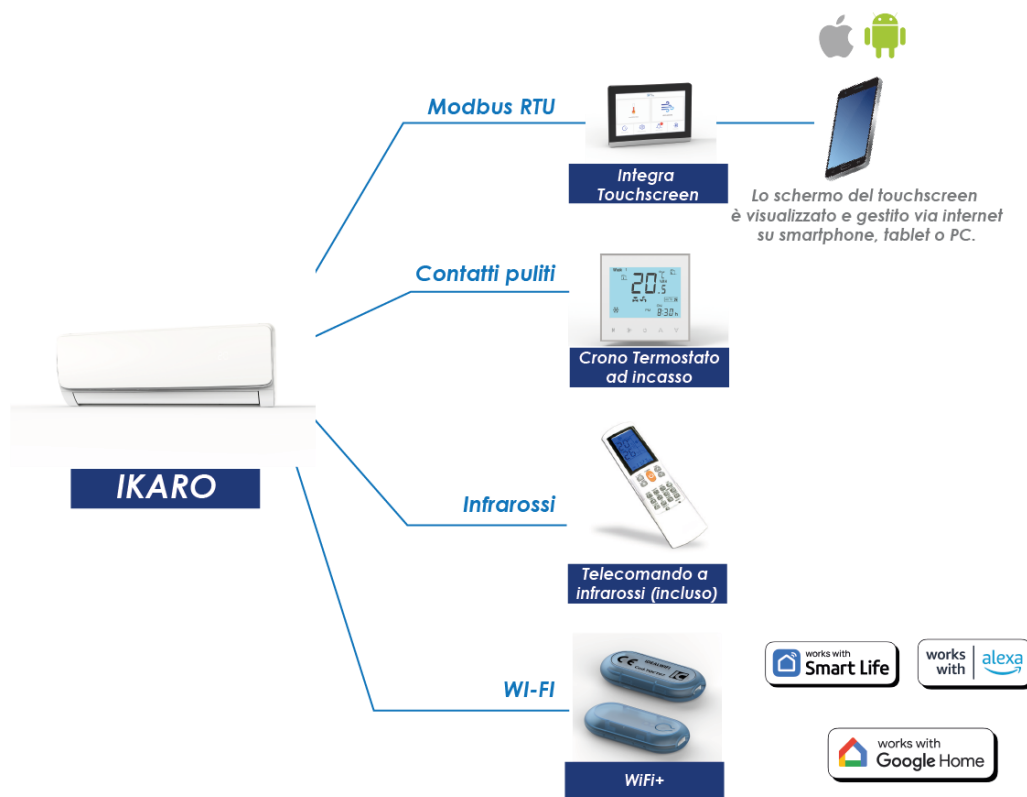 Modbus RTU
Integra
Touchscreen
Lo schermo del touchscreen
è visualizzato e gestito via internet
su smartphone, tablet o PC.
Contatti puliti
20.5
8:30
Crono Termostato
ad incasso
IKARO
Infrarossi
Telecomando a
infrarossi (incluso)
WI-FI
CE
WiFi+
works with
Smart Life
works
with
alexa
works with
Google Home